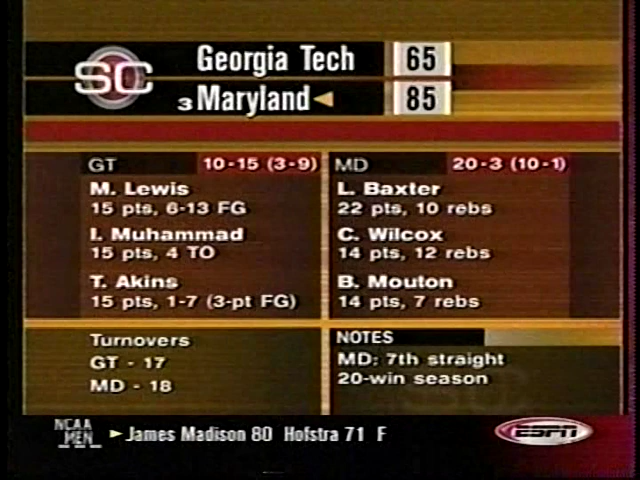 SC
Georgia Tech 65
3 Maryland 85
GT 10-15 (3-9)
M. Lewis
15 pts, 6-13 FG
I. Muhammad
15 pts, 4 TO
T. Akins
15 pts, 1-7 (3-pt FG)
MD 20-3 (10-1)
L. Baxter
22 pts, 10 rebs
C. Wilcox
14 pts, 12 rebs
B. Mouton
14 pts, 7 rebs
Turnovers
GT - 17
MD - 18
NOTES
MD: 7th straight
20-win season
NCAA
MEN
James Madison 80 Hofstra 71 F
ESPN